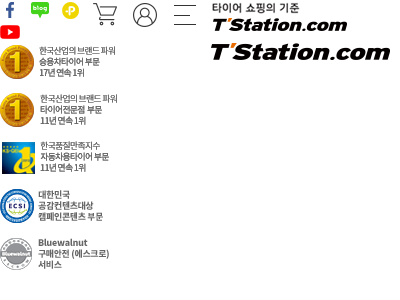 blog
타이어 쇼핑의 기준
T'Station.com
T'Station.com
한국산업의 브랜드 파워
승용차타이어 부문
17년 연속 1위
한국산업의 브랜드 파워
타이어전문점 부문
11년 연속 1위
한국품질만족지수
자동차용타이어 부문
11년 연속 1위
ECSI
대한민국
공감컨텐츠대상
캠페인콘텐츠 부문
Bluewalnut
Bluewalnut
구매안전 (에스크로)
서비스